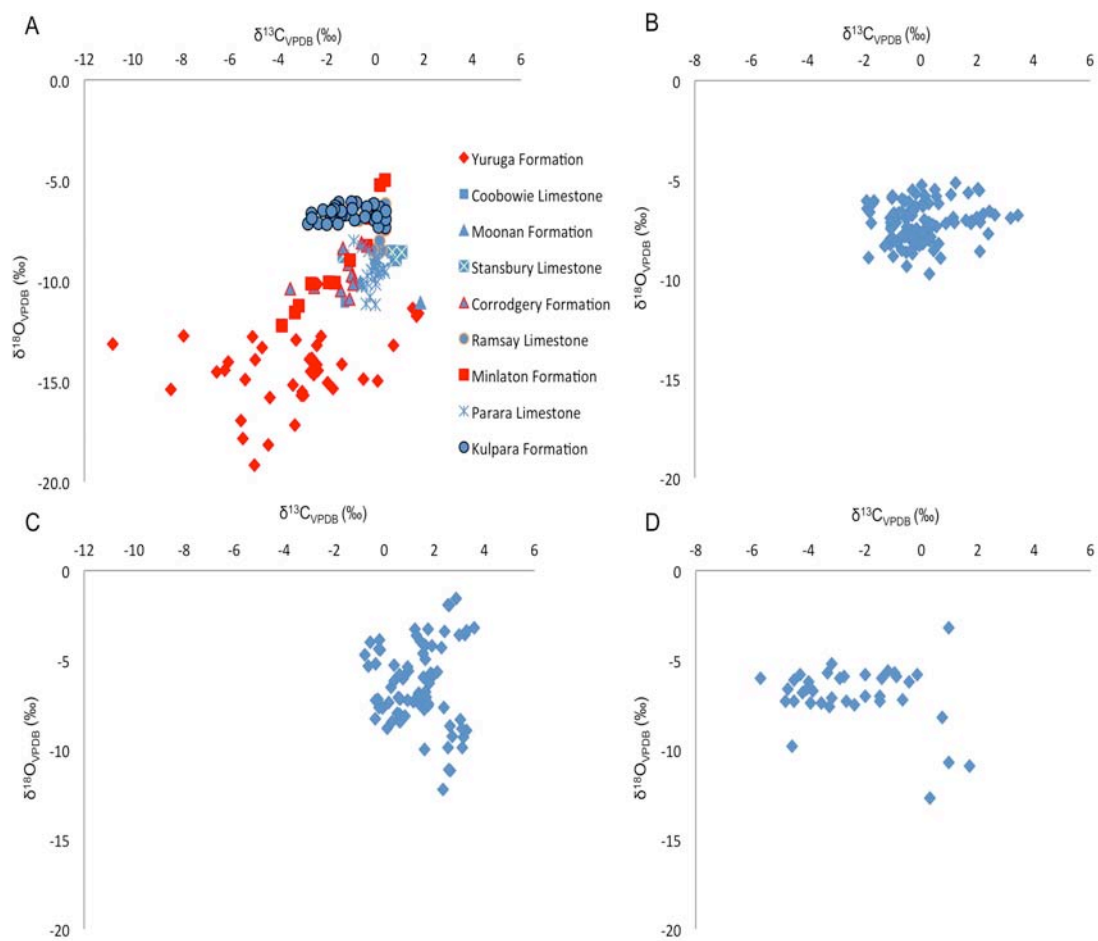 A
δ13CVPDB (‰)
-12 -10 -8 -6 -4 -2 0 2 4 6
0.0
-5.0
-10.0
-15.0
-20.0
δ18OVPDB (‰)
Yuruga Formation
Coobowie Limestone
Moonan Formation
Stansbury Limestone
Corrodgery Formation
Ramsay Limestone
Minlaton Formation
Parara Limestone
Kulpara Formation
B
δ13CVPDB (‰)
-8 -6 -4 -2 0 2 4 6
0
-5
-10
-15
-20
δ18OVPDB (‰)
C
δ13CVPDB (‰)
-12 -10 -8 -6 -4 -2 0 2 4 6
0
-5
-10
-15
-20
δ18OVPDB (‰)
D
δ13CVPDB (‰)
-8 -6 -4 -2 0 2 4 6
0
-5
-10
-15
-20
δ18OVPDB (‰)